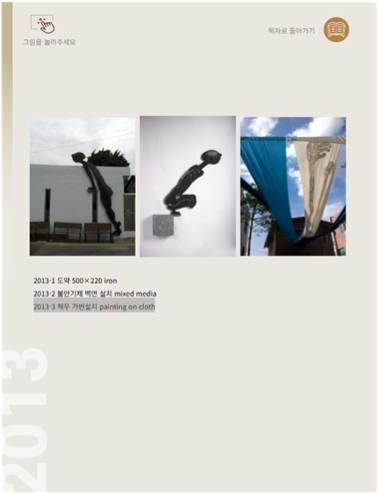 그림을 눌러주세요
목차로 돌아가기
2013-1 도약 500×220 iron
2013-2 불안기제 벽면 설치 mixed media
2013-3 해우 가변설치 painting on cloth
2013